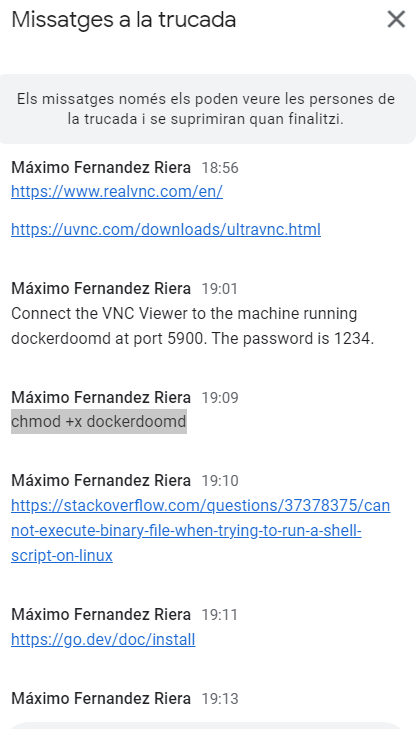 Missatges a la trucada
Els missatges només els poden veure les persones de
la trucada i se suprimiran quan finalitzi.
Máximo Fernandez Riera 18:56
https://www.realvnc.com/en/
https://uvnc.com/downloads/ultravnc.html
Máximo Fernandez Riera 19:01
Connect the VNC Viewer to the machine running
dockerdoomd at port 5900. The password is 1234.
Máximo Fernandez Riera 19:09
chmod +x dockerdoomd
Máximo Fernandez Riera 19:10
https://stackoverflow.com/questions/37378375/can
not-execute-binary-file-when-trying-to-run-a-shell-
script-on-linux
Máximo Fernandez Riera 19:11
https://go.dev/doc/install
Máximo Fernandez Riera 19:13